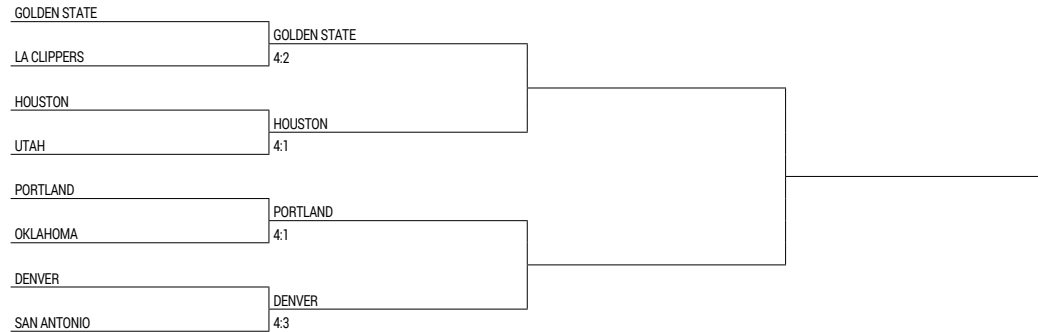 GOLDEN STATE
GOLDEN STATE
LA CLIPPERS
4:2
HOUSTON
HOUSTON
UTAH
4:1
PORTLAND
PORTLAND
OKLAHOMA
4:1
DENVER
DENVER
SAN ANTONIO
4:3